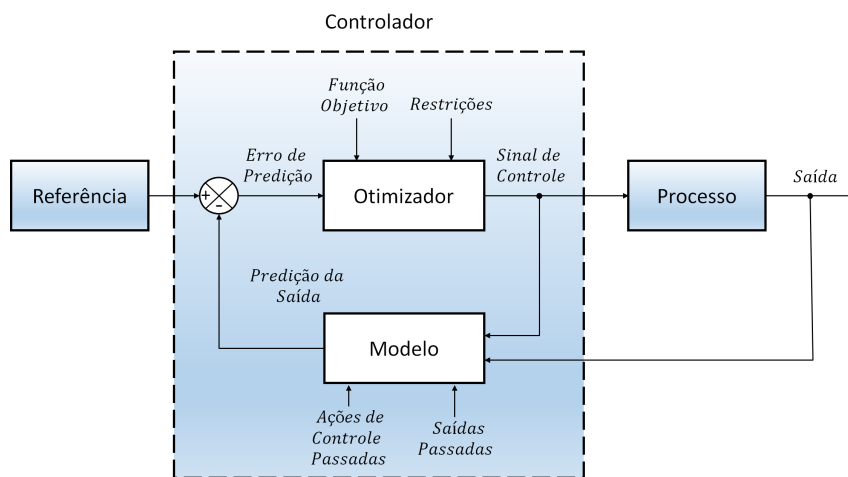 Controlador
Função
Objetivo
Restrições
Erro de
Predição
Sinal de
Controle
Saída
Referência
+
-
Otimizador
Processo
Predição da
Saída
Modelo
Ações de
Controle
Passadas
Saídas
Passadas